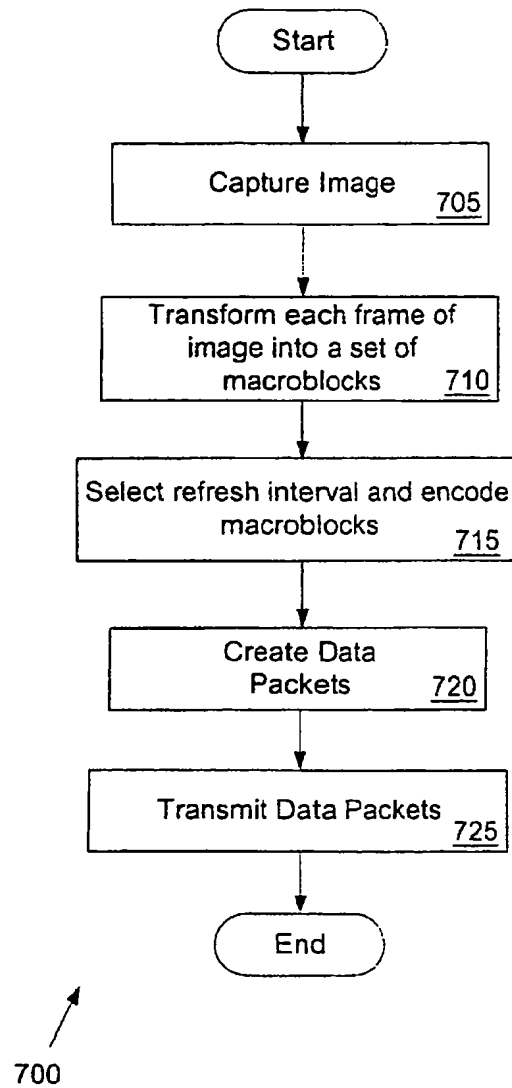 Start
Capture Image
705
Transform each frame of
image into a set of
macroblocks
710
Select refresh interval and encode
macroblocks
715
Create Data
Packets
720
Transmit Data Packets
725
End
700